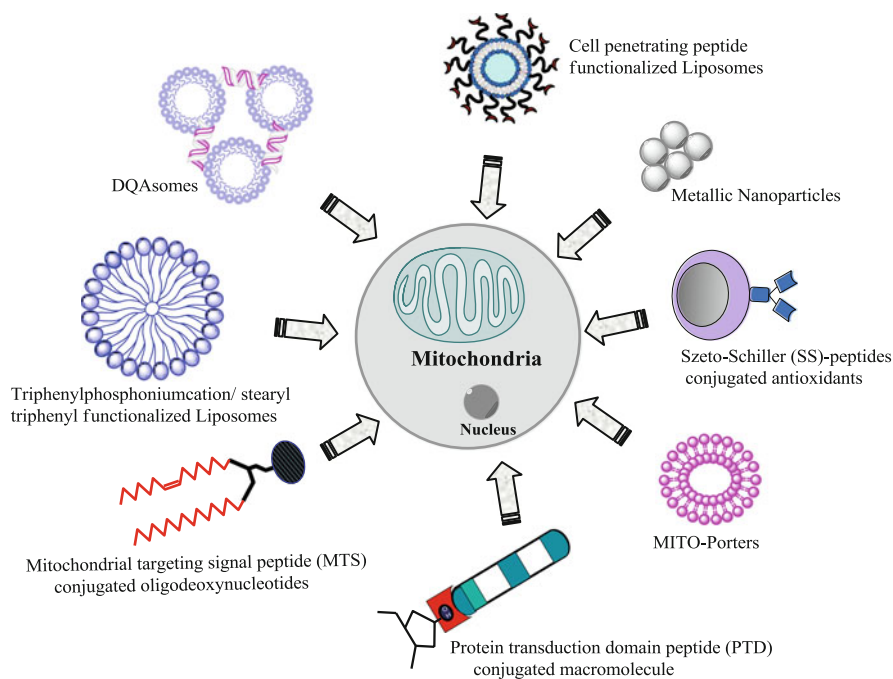 Cell penetrating peptide
functionalized Liposomes
DQAsomes
Metallic Nanoparticles
Mitochondria
Nucleus
Szeto-Schiller (SS)-peptides
conjugated antioxidants
Triphenylphosphoniumcation/ stearyl
triphenyl functionalized Liposomes
MITO-Porters
Mitochondrial targeting signal peptide (MTS)
conjugated oligodeoxynucleotides
Protein transduction domain peptide (PTD)
conjugated macromolecule